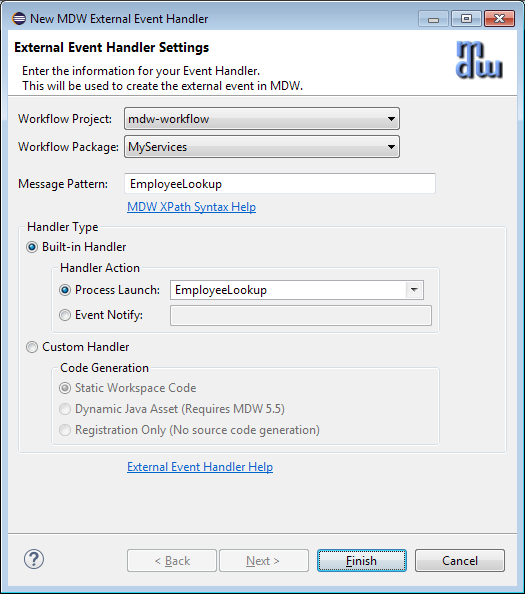 New MDW External Event Handler
External Event Handler Settings
Enter the information for your Event Handler.
This will be used to create the external event in MDW.
mdw
Workflow Project: mdw-workflow
Workflow Package: MyServices
Message Pattern: EmployeeLookup
MDW XPath Syntax Help
Handler Type
Built-in Handler
Handler Action
Process Launch: EmployeeLookup
Event Notify:
Custom Handler
Code Generation
Static Workspace Code
Dynamic Java Asset (Requires MDW 5.5)
Registration Only (No source code generation)
External Event Handler Help
? < Back Next > Finish Cancel